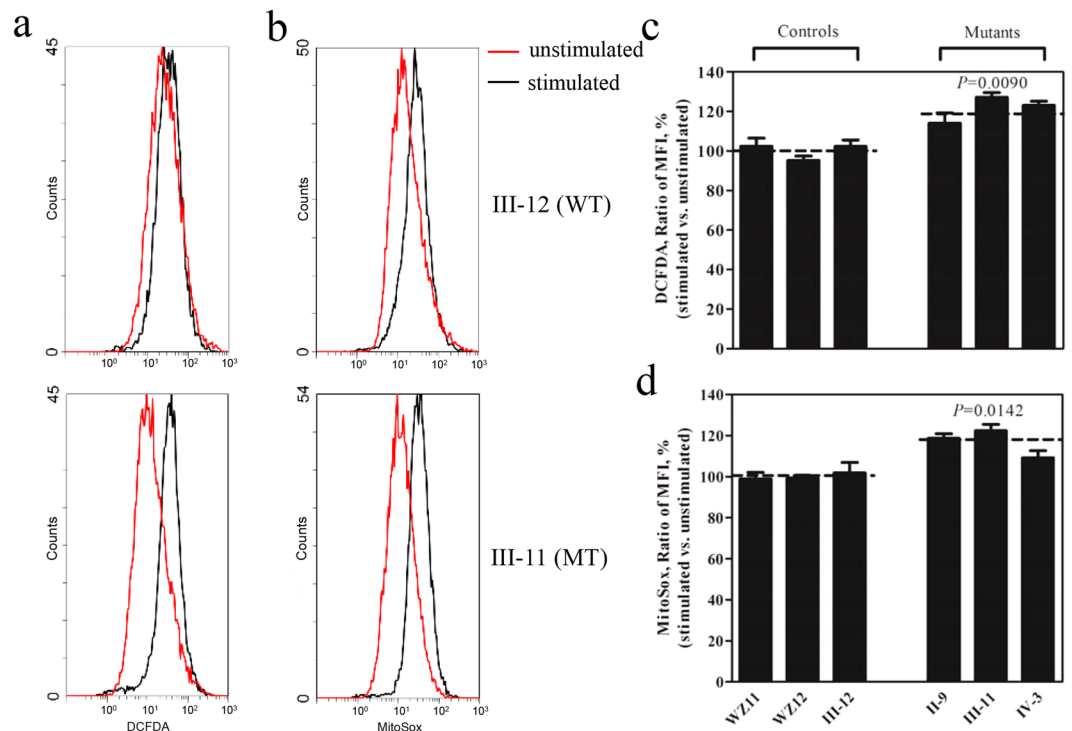 a
b
c
d
unstimulated
stimulated
45
Counts
0
10⁰ 10¹ 10² 10³
50
Counts
0
10⁰ 10¹ 10² 10³
III-12 (WT)
45
Counts
0
10⁰ 10¹ 10² 10³
DCFDA
54
Counts
0
10⁰ 10¹ 10² 10³
MitoSox
III-11 (MT)
Controls
Mutants
P=0.0090
DCFDA, Ratio of MFI, %
(stimulated vs. unstimulated)
140
120
100
80
60
40
20
0
P=0.0142
MitoSox, Ratio of MFI, %
(stimulated vs. unstimulated)
140
120
100
80
60
40
20
0
WZ11
WZ12
III-12
II-9
III-11
IV-3